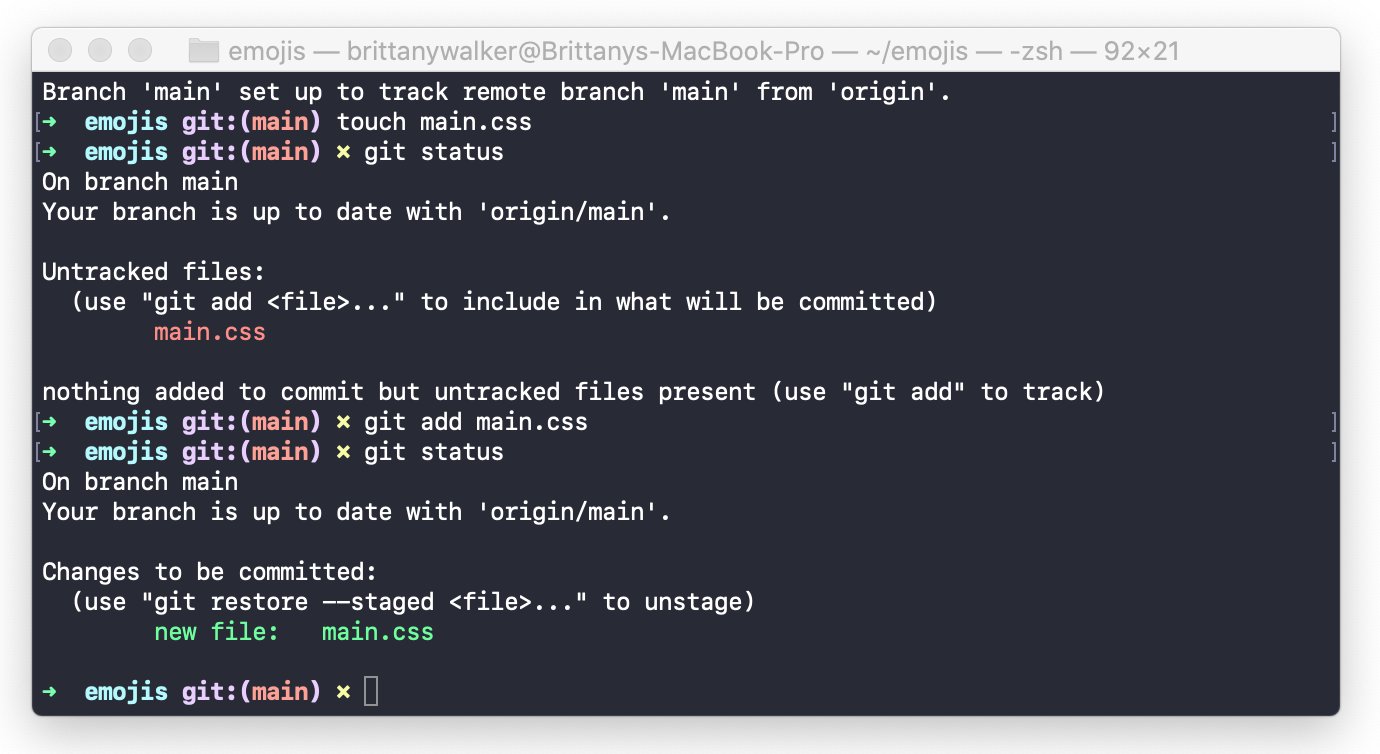 emojis — brittanywalker@Brittanys-MacBook-Pro — ~/emojis — -zsh — 92×21
Branch 'main' set up to track remote branch 'main' from 'origin'.
[➜  emojis git:(main) touch main.css ]
[➜  emojis git:(main) ✗ git status ]
On branch main
Your branch is up to date with 'origin/main'.

Untracked files:
  (use "git add <file>..." to include in what will be committed)
        main.css

nothing added to commit but untracked files present (use "git add" to track)
[➜  emojis git:(main) ✗ git add main.css ]
[➜  emojis git:(main) ✗ git status ]
On branch main
Your branch is up to date with 'origin/main'.

Changes to be committed:
  (use "git restore --staged <file>..." to unstage)
        new file:   main.css

➜  emojis git:(main) ✗